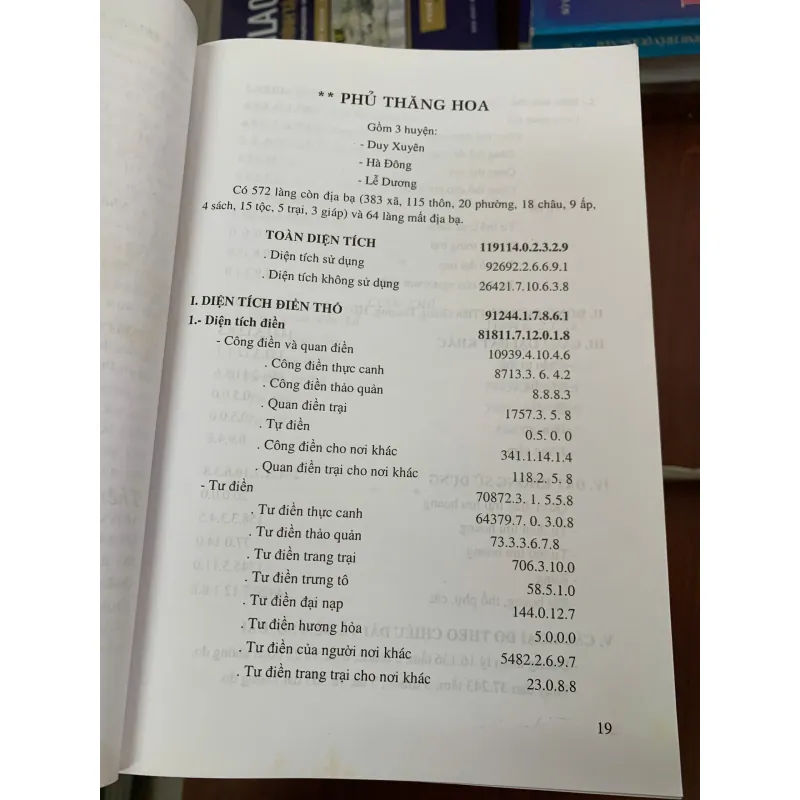 ** PHỦ THĂNG HOA
Gồm 3 huyện:
- Duy Xuyên
- Hà Đông
- Lễ Dương
Có 572 làng còn địa bạ (383 xã, 115 thôn, 20 phường, 18 châu, 9 ấp,
4 sách, 15 tộc, 5 trại, 3 giáp) và 64 làng mất địa bạ.
TOÀN DIỆN TÍCH 119114.0.2.3.2.9
. Diện tích sử dụng 92692.2.6.6.9.1
. Diện tích không sử dụng 26421.7.10.6.3.8
I. DIỆN TÍCH ĐIỀN THỔ 91244.1.7.8.6.1
1.- Diện tích điền 81811.7.12.0.1.8
- Công điền và quan điền 10939.4.10.4.6
. Công điền thực canh 8713.3. 6. 4.2
. Công điền thảo quản 8.8.8.3
. Quan điền trại 1757.3. 5. 8
. Tự điền 0.5. 0. 0
. Công điền cho nơi khác 341.1.14.1.4
. Quan điền trại cho nơi khác 118.2. 5. 8
- Tư điền 70872.3. 1. 5.5.8
. Tư điền thực canh 64379.7. 0. 3.0.8
. Tư điền thảo quản 73.3.3.6.7.8
. Tư điền trang trại 706.3.10.0
. Tư điền trưng tô 58.5.1.0
. Tư điền đại nạp 144.0.12.7
. Tư điền hương hỏa 5.0.0.0
. Tư điền của người nơi khác 5482.2.6.9.7
. Tư điền trang trại cho nơi khác 23.0.8.8
19